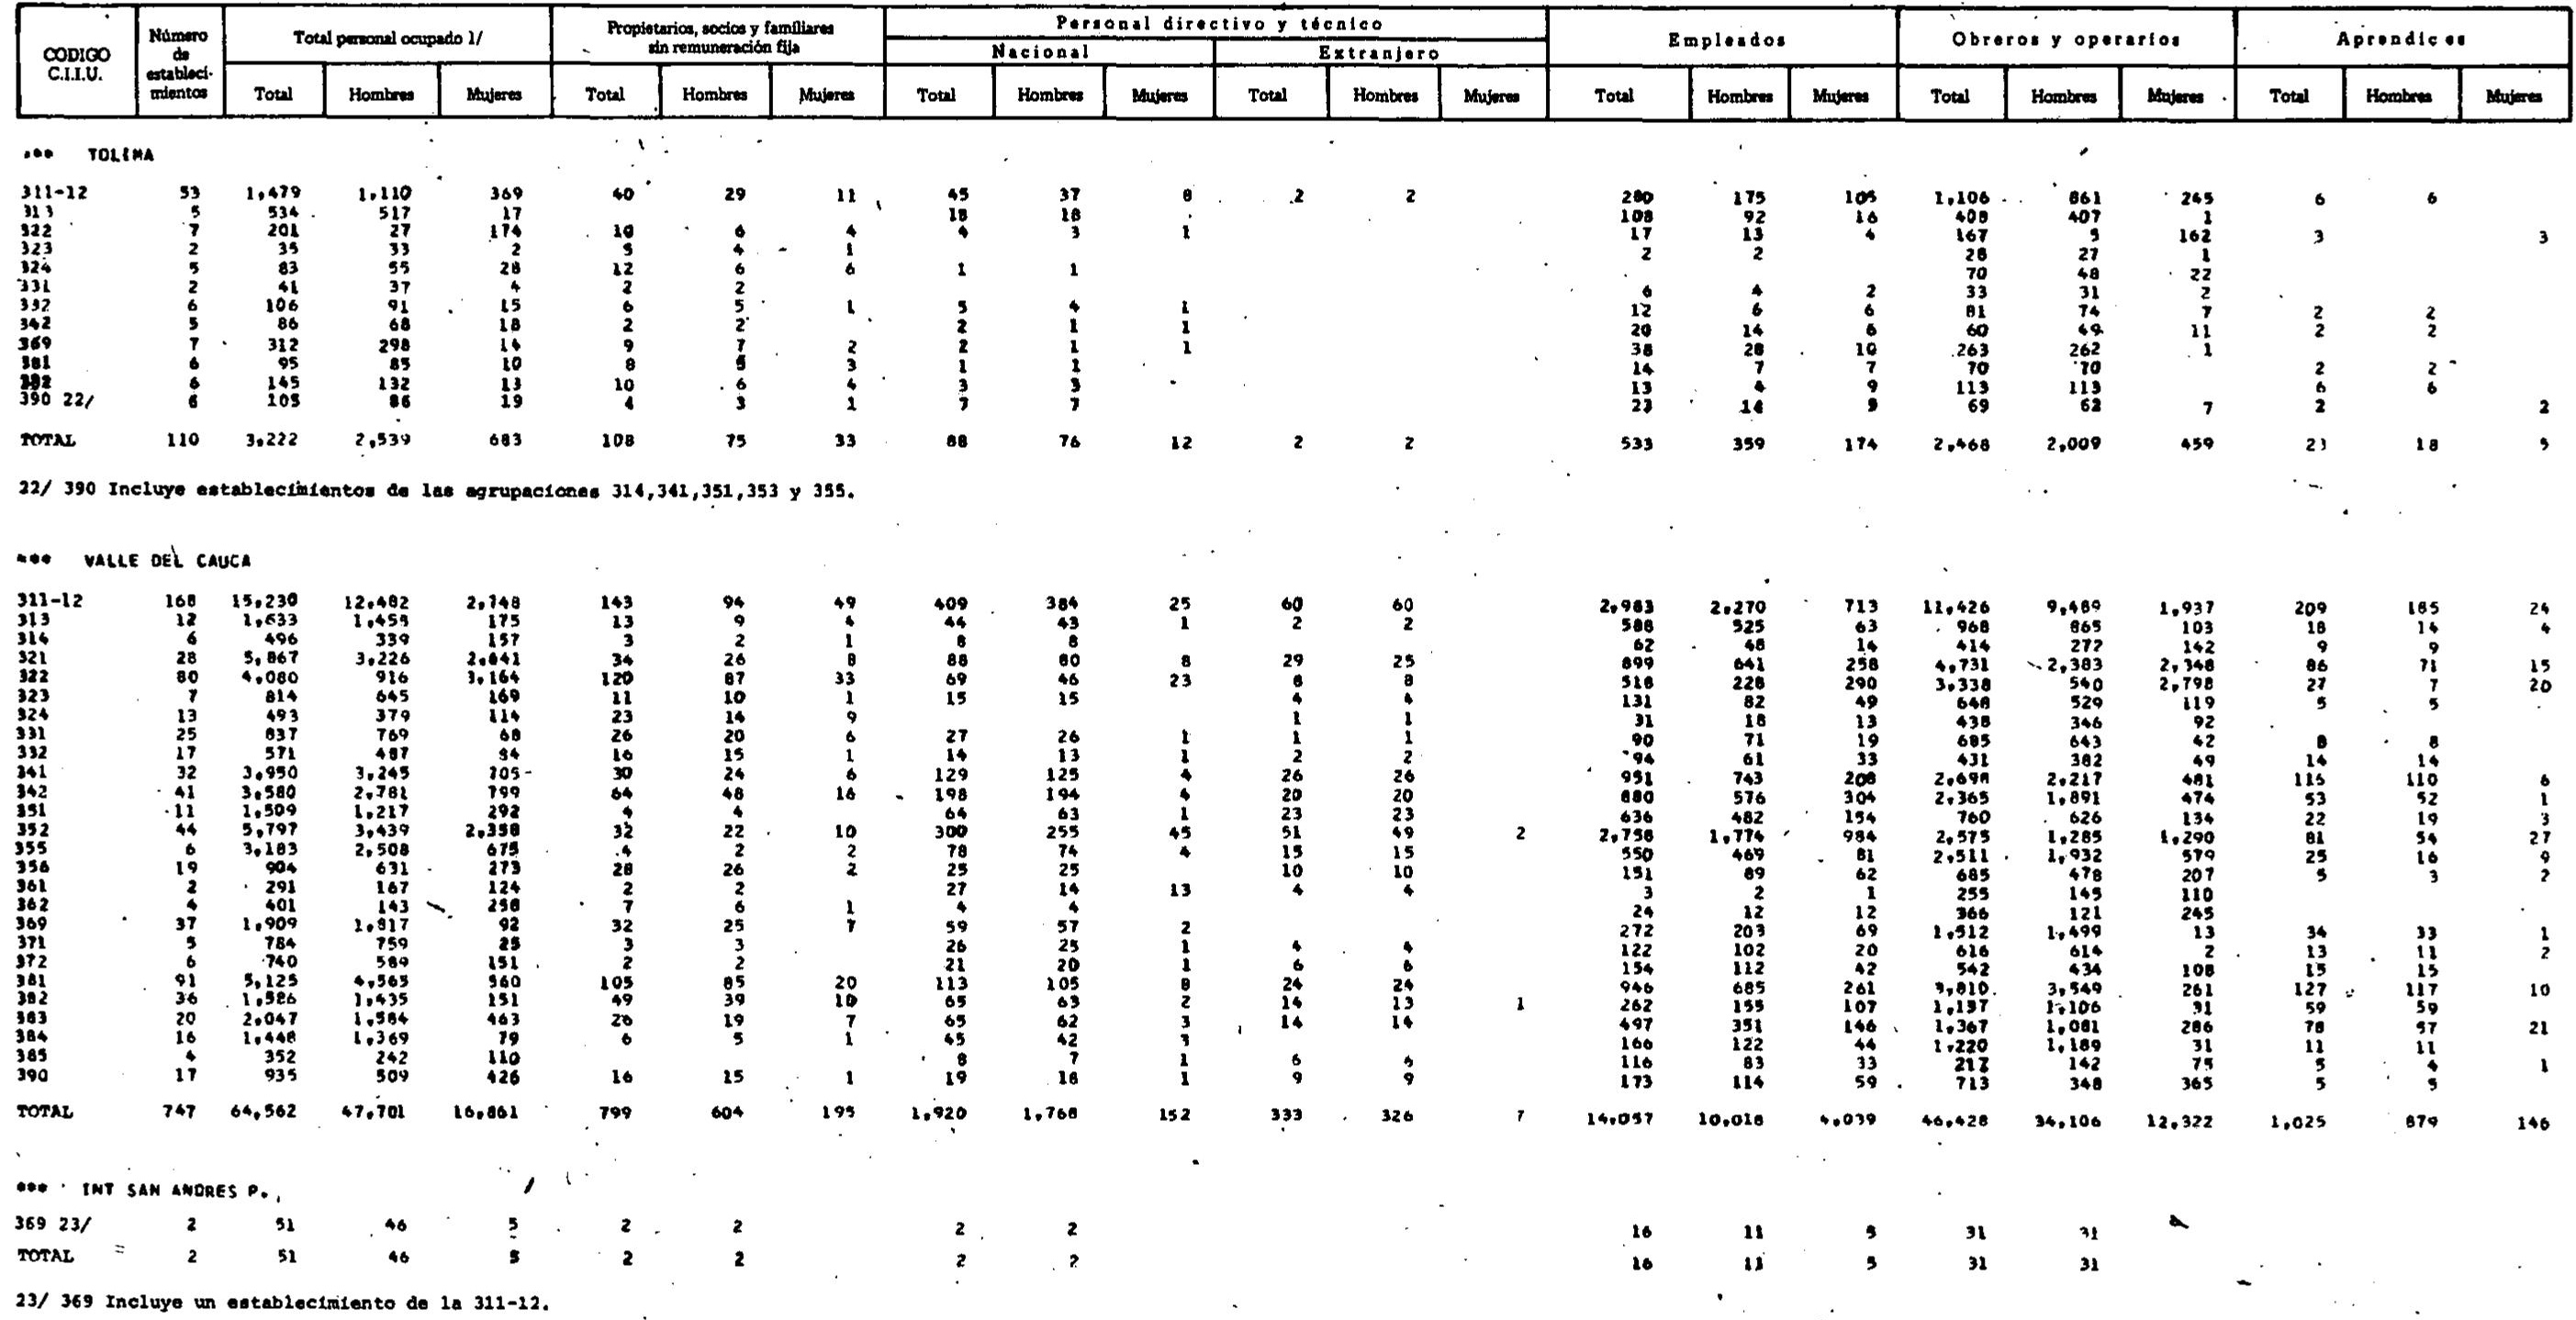 CODIGO C.I.I.U. Número de estableci-mientos Total personal ocupado 1/ Propietarios, socios y familiares sin remuneración fija Personal directivo y técnico Empleados Obreros y operarios Aprendices
Nacional Extranjero
Total Hombres Mujeres Total Hombres Mujeres Total Hombres Mujeres Total Hombres Mujeres Total Hombres Mujeres Total Hombres Mujeres Total Hombres Mujeres
*** TOLIMA
311-12 53 1,479 1,110 369 40 29 11 45 37 8 2 2 280 175 105 1,106 861 245 6 6
313 5 534 517 17 18 18 108 92 16 408 407 1
322 7 201 27 174 10 6 4 4 3 1 17 13 4 167 5 162 3 3
323 2 35 33 2 5 4 1 2 2 28 27 1
324 5 83 55 28 12 6 6 1 1 70 48 22
331 2 41 37 4 2 2 6 4 2 33 31 2
332 6 106 91 15 6 5 1 5 4 1 12 6 6 81 74 7 2 2
342 5 86 68 18 2 2 2 1 1 20 14 6 60 49 11 2 2
369 7 312 298 14 9 7 2 2 1 1 38 28 10 263 262 1
381 6 95 85 10 8 5 3 1 1 14 7 7 70 70 2 2
382 6 145 132 13 10 6 4 3 3 13 4 9 113 113 6 6
390 22/ 6 105 86 19 4 3 1 7 7 23 14 9 69 62 7 2 2
TOTAL 110 3,222 2,539 683 108 75 33 88 76 12 2 2 533 359 174 2,468 2,009 459 23 18 5
22/ 390 Incluye establecimientos de las agrupaciones 314,341,351,353 y 355.
*** VALLE DEL CAUCA
311-12 168 15,230 12,482 2,748 143 94 49 409 384 25 60 60 2,983 2,270 713 11,426 9,489 1,937 209 185 24
313 12 1,633 1,458 175 13 9 4 44 43 1 2 2 588 525 63 968 865 103 18 14 4
314 6 496 339 157 3 2 1 8 8 62 48 14 414 272 142 9 9
321 28 5,867 3,226 2,641 34 26 8 88 80 8 29 25 899 641 258 4,731 2,383 2,348 86 71 15
322 80 4,080 916 3,164 120 87 33 69 46 23 8 8 518 228 290 3,338 540 2,798 27 7 20
323 7 814 645 169 11 10 1 15 15 4 4 131 82 49 648 529 119 5 5
324 13 493 379 114 23 14 9 1 1 31 18 13 438 346 92
331 25 837 769 68 26 20 6 27 26 1 1 1 90 71 19 685 643 42 8 8
332 17 571 487 84 16 15 1 14 13 1 2 2 94 61 33 431 382 49 14 14
341 32 3,950 3,245 705 30 24 6 129 125 4 26 26 951 743 208 2,698 2,217 481 116 110 6
342 41 3,580 2,781 799 64 48 16 198 194 4 20 20 880 576 304 2,365 1,891 474 53 52 1
351 11 1,509 1,217 292 4 4 64 63 1 23 23 636 482 154 760 626 134 22 19 3
352 44 5,797 3,439 2,358 32 22 10 300 255 45 51 49 2 2,758 1,774 984 2,575 1,285 1,290 81 54 27
355 6 3,183 2,508 675 4 2 2 78 74 4 15 15 550 469 81 2,511 1,932 579 25 16 9
356 19 904 631 273 28 26 2 25 25 10 10 151 89 62 685 478 207 5 3 2
361 2 291 167 124 2 2 27 14 13 4 4 3 2 1 255 145 110
362 4 401 143 258 7 6 1 4 4 24 12 12 366 121 245
369 37 1,909 1,817 92 32 25 7 59 57 2 272 203 69 1,512 1,499 13 34 33 1
371 5 784 759 25 3 3 26 25 1 4 4 122 102 20 616 614 2 13 11 2
372 6 740 589 151 2 2 21 20 1 6 6 154 112 42 542 434 108 15 15
381 91 5,125 4,565 560 105 85 20 113 105 8 24 24 946 685 261 3,810 3,549 261 127 117 10
382 36 1,586 1,435 151 49 39 10 65 63 2 14 13 1 262 155 107 1,137 1,106 31 59 59
383 20 2,047 1,584 463 26 19 7 65 62 3 14 14 497 351 146 1,367 1,081 286 78 57 21
384 16 1,448 1,369 79 6 5 1 45 42 3 166 122 44 1,220 1,189 31 11 11
385 4 352 242 110 8 7 1 6 6 116 83 33 217 142 75 5 4 1
390 17 935 509 426 16 15 1 19 18 1 9 9 173 114 59 713 348 365 5 5
TOTAL 747 64,562 47,701 16,861 799 604 195 1,920 1,768 152 333 326 7 14,057 10,018 4,039 46,428 34,106 12,322 1,025 879 146
*** INT SAN ANDRES P.
369 23/ 2 51 46 5 2 2 2 2 16 11 5 31 31
TOTAL 2 51 46 5 2 2 2 2 16 11 5 31 31
23/ 369 Incluye un establecimiento de la 311-12.